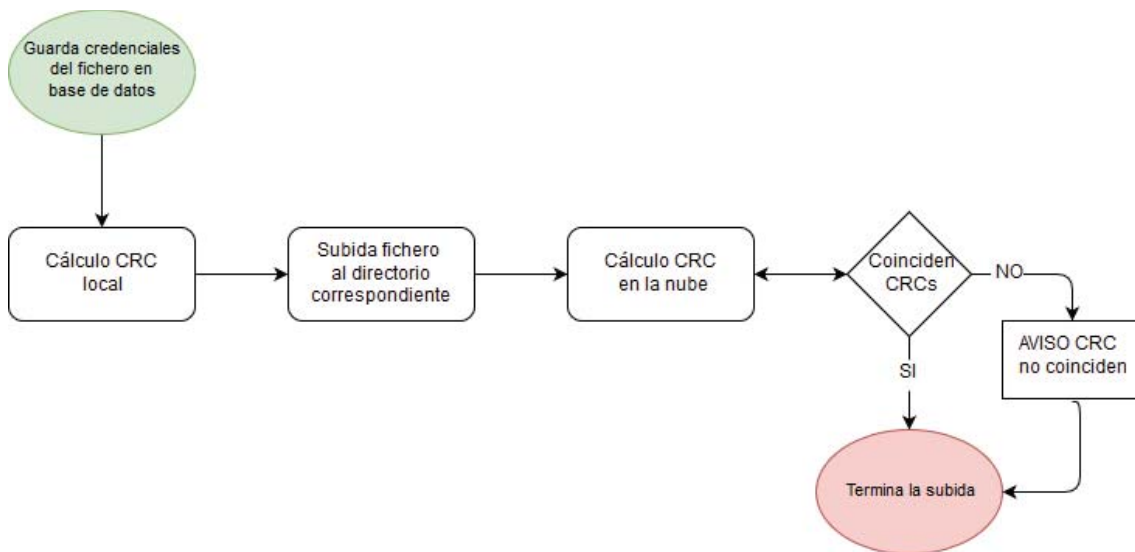 Guarda credenciales
del fichero en
base de datos
Cálculo CRC
local
Subida fichero
al directorio
correspondiente
Cálculo CRC
en la nube
Coinciden
CRCs
NO
AVISO CRC
no coinciden
SI
Termina la subida